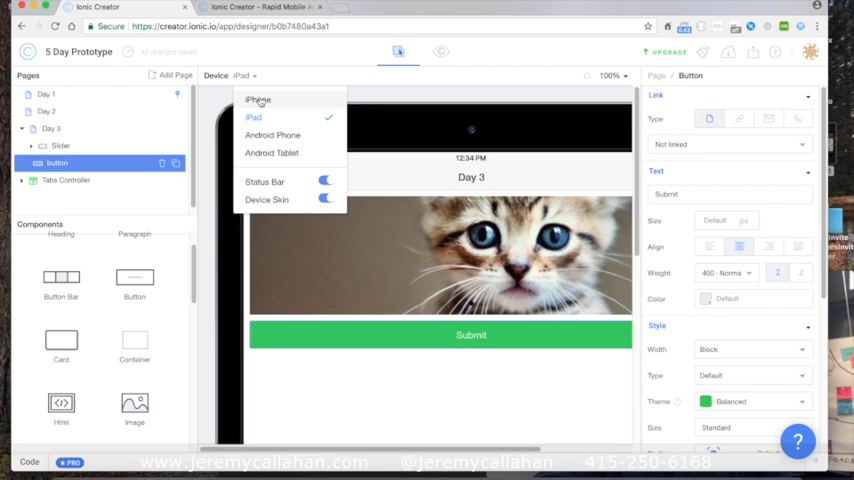 Ionic Creator
Ionic Creator - Rapid Mobile A
Secure https://creator.ionic.io/app/designer/b0b7480a43a1
5 Day Prototype
All changes saved
UPGRADE
Pages
Add Page
Device iPad
100%
Page / Button
Day 1
Day 2
Day 3
Slider
button
Tabs Controller
iPhone
iPad
Android Phone
Android Tablet
Status Bar
Device Skin
12:34 PM
Day 3
Submit
Link
Type
Not linked
Text
Submit
Size
Default
px
Align
Weight
400 - Norma
Color
Default
Style
Width
Block
Type
Default
Theme
Balanced
Size
Standard
Components
Heading
Paragraph
Button Bar
Button
Card
Container
Html
Image
Code
PRO
www.jeremycallahan.com @jeremycallahan 415-250-6168